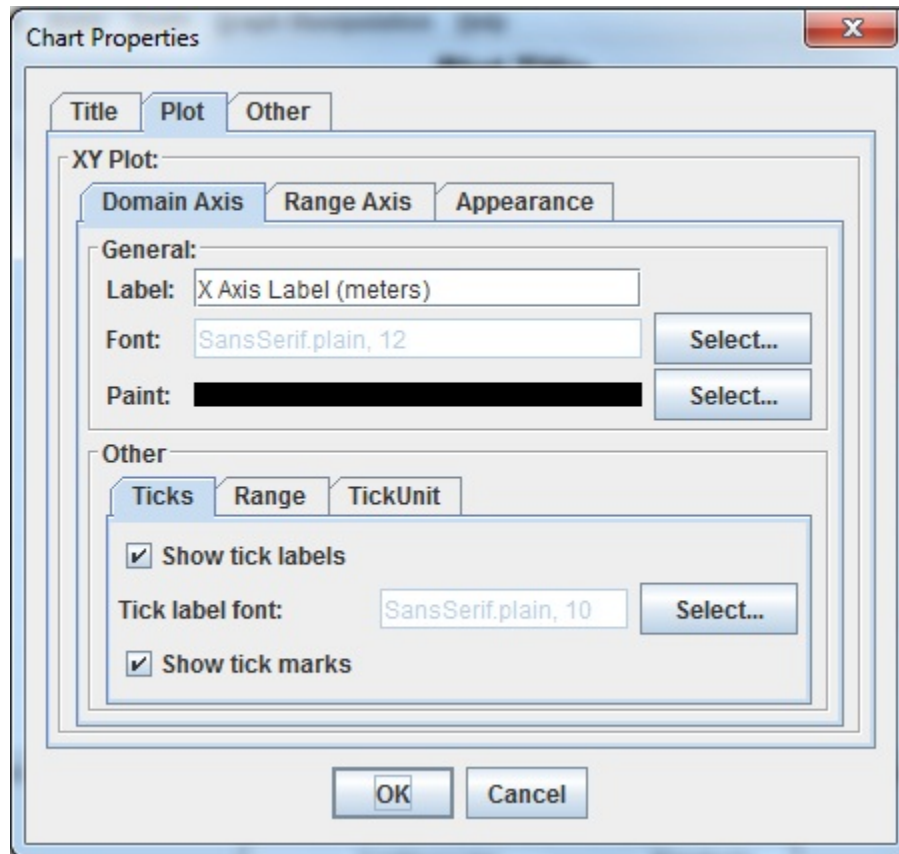 Chart Properties
Title Plot Other
XY Plot:
Domain Axis Range Axis Appearance
General:
Label: X Axis Label (meters)
Font: SansSerif.plain, 12 Select...
Paint: Select...
Other
Ticks Range TickUnit
Show tick labels
Tick label font: SansSerif.plain, 10 Select...
Show tick marks
OK Cancel